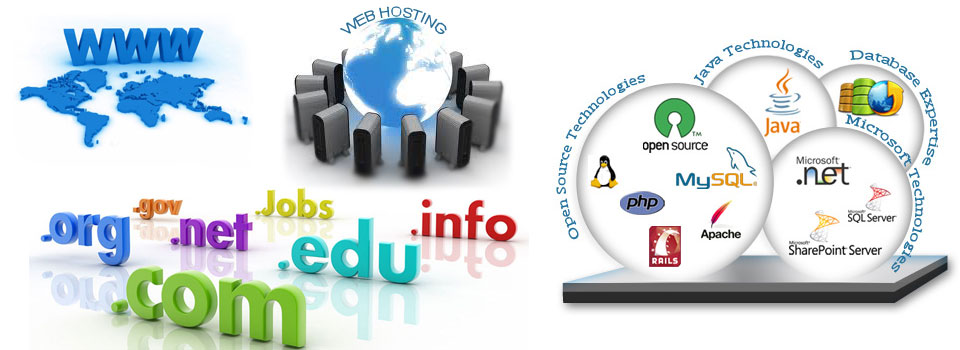 www
WEB HOSTING
.org
.gov
.net
.Jobs
.edu
.info
.com
Open Source Technologies
open source
TM
MySQL
php
Apache
RAILS
Java Technologies
Java
Database Expertise
Microsoft Technologies
Microsoft
.net
Microsoft
SQL Server
Microsoft
SharePoint Server